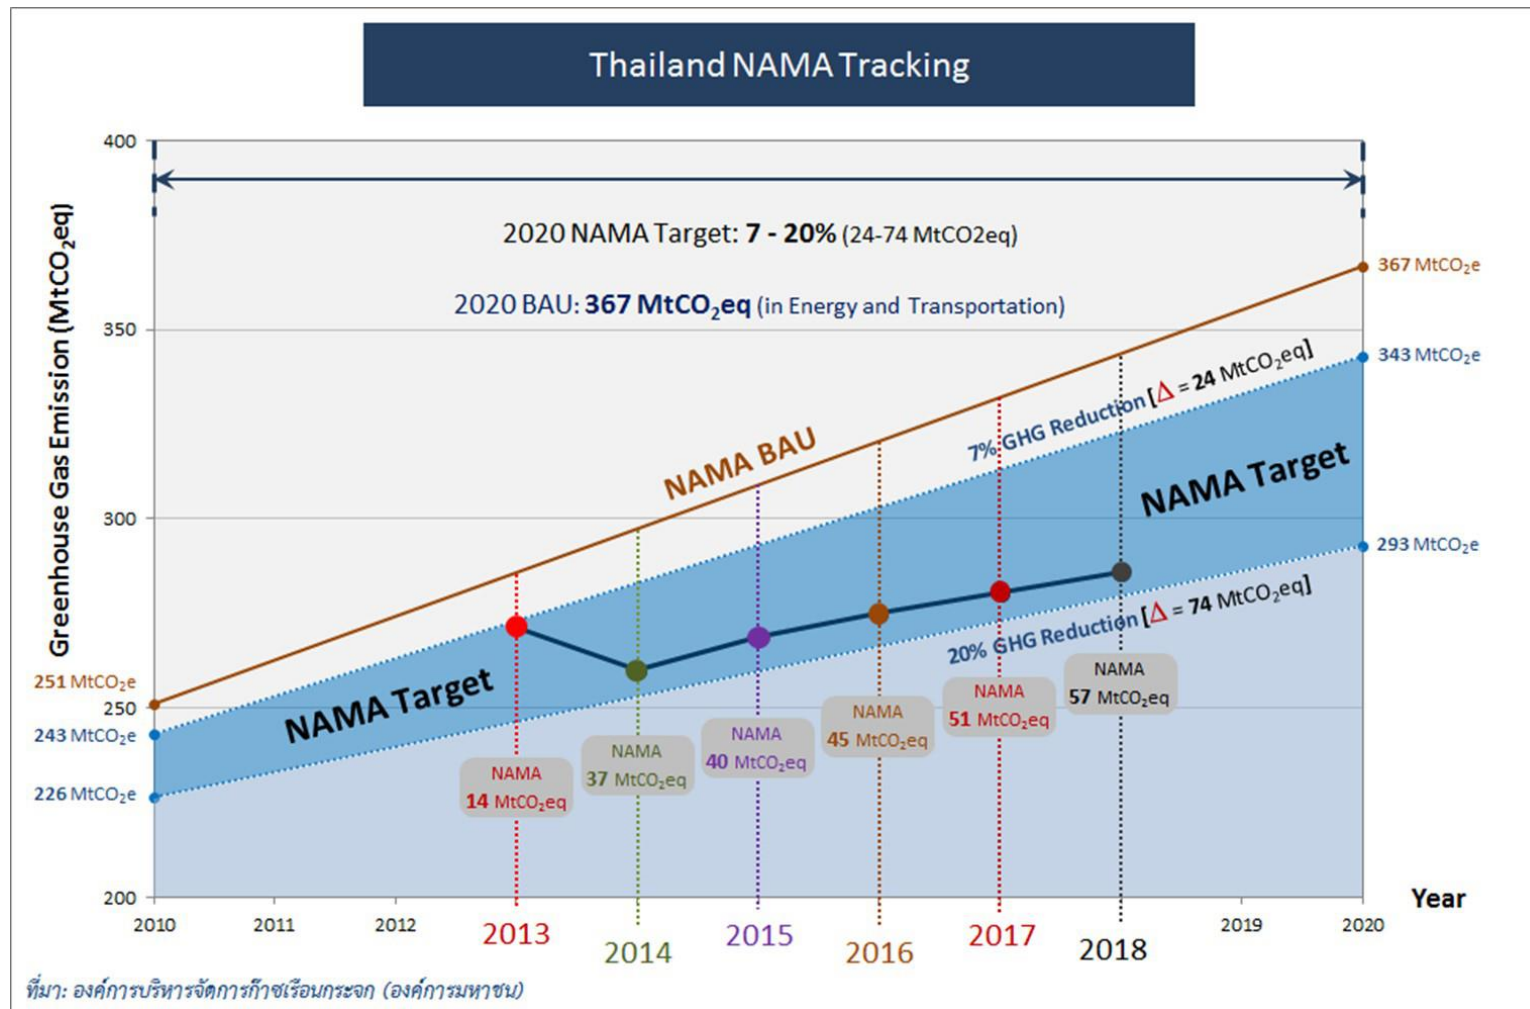 Thailand NAMA Tracking
400
350
300
250
200
Greenhouse Gas Emission (MtCO₂eq)
2020 NAMA Target: 7 - 20% (24-74 MtCO2eq)
2020 BAU: 367 MtCO₂eq (in Energy and Transportation)
367 MtCO₂e
343 MtCO₂e
293 MtCO₂e
251 MtCO₂e
243 MtCO₂e
226 MtCO₂e
NAMA BAU
7% GHG Reduction [Δ = 24 MtCO₂eq]
NAMA Target
20% GHG Reduction [Δ = 74 MtCO₂eq]
NAMA Target
NAMA
14 MtCO₂eq
NAMA
37 MtCO₂eq
NAMA
40 MtCO₂eq
NAMA
45 MtCO₂eq
NAMA
51 MtCO₂eq
NAMA
57 MtCO₂eq
2010
2011
2012
2013
2014
2015
2016
2017
2018
2019
2020
Year
ที่มา: องค์การบริหารจัดการก๊าซเรือนกระจก (องค์การมหาชน)